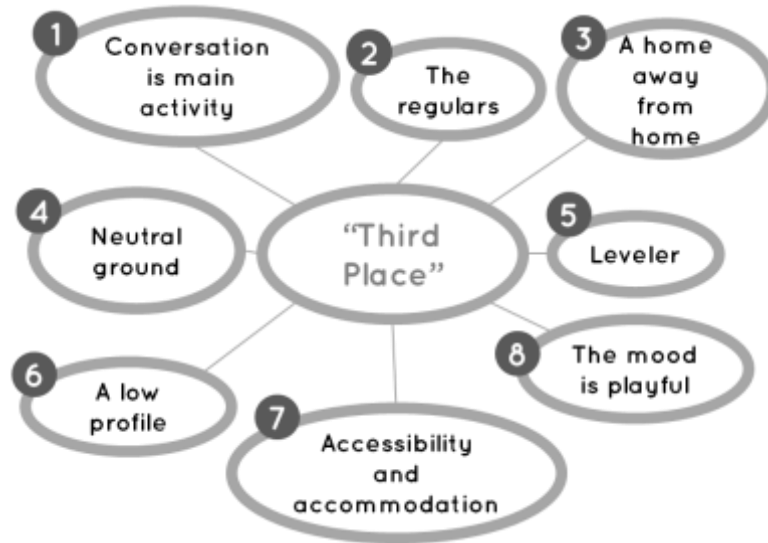 1
Conversation
is main
activity
2
The
regulars
3
A home
away
from
home
4
Neutral
ground
“Third
Place”
5
Leveler
6
A low
profile
7
Accessibility
and
accommodation
8
The mood
is playful